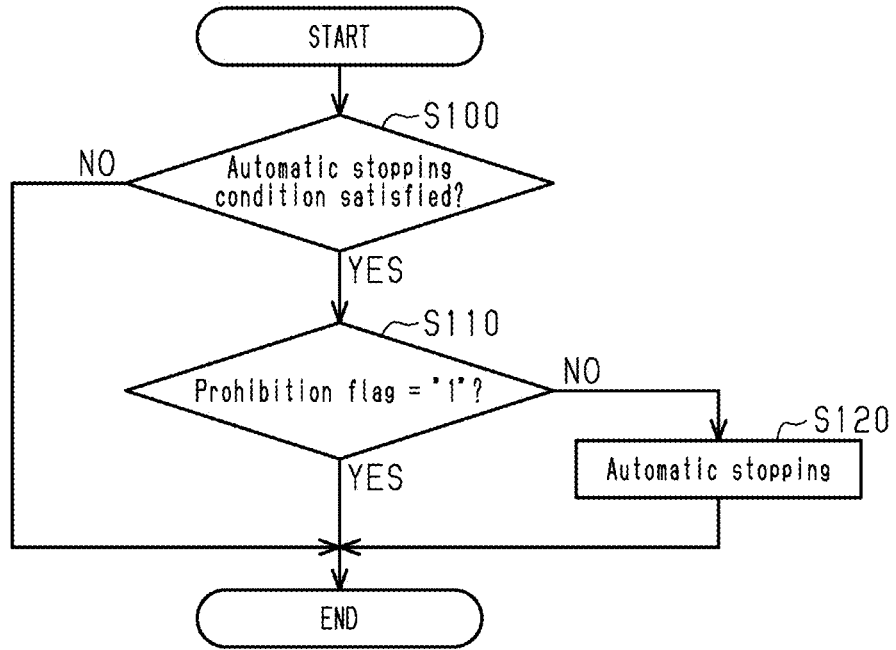 START
S100
NO
Automatic stopping
condition satisfied?
YES
S110
Prohibition flag = "1"?
NO
S120
Automatic stopping
YES
END